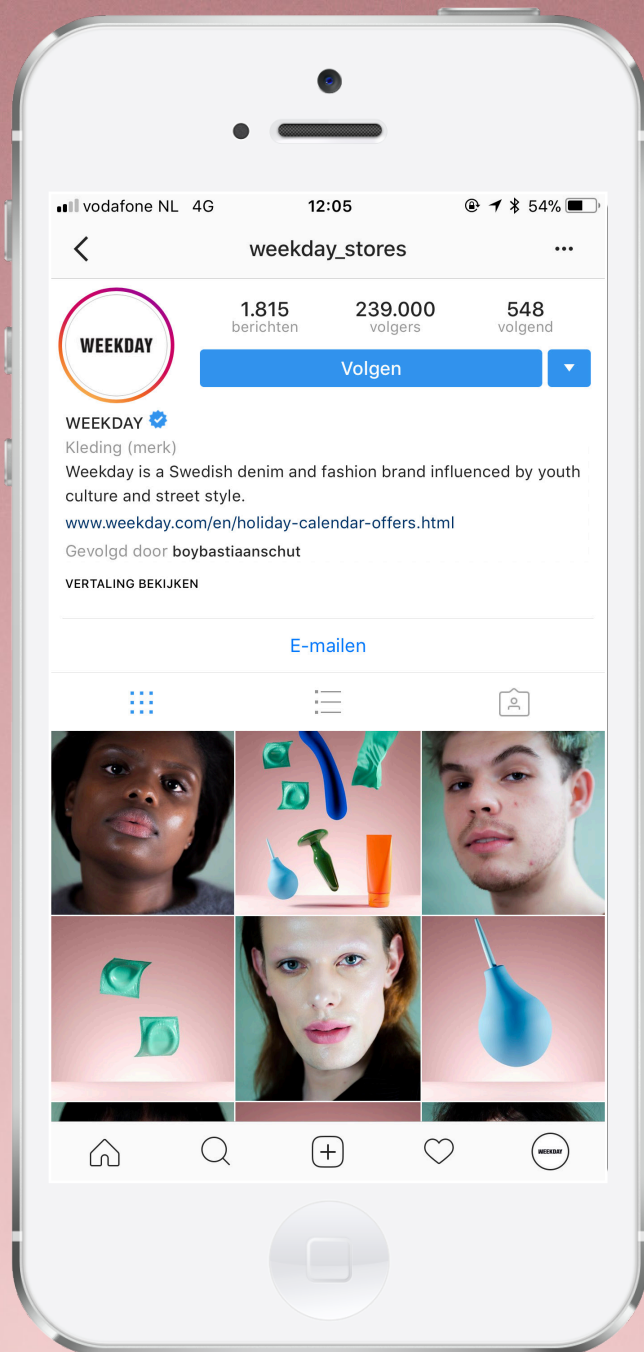 vodafone NL 4G 12:05 54%
weekday_stores
1.815 239.000 548
berichten volgers volgend
WEEKDAY
Volgen
WEEKDAY
Kleding (merk)
Weekday is a Swedish denim and fashion brand influenced by youth
culture and street style.
www.weekday.com/en/holiday-calendar-offers.html
Gevolgd door boybastiaanschut
VERTALING BEKIJKEN
E-mailen
WEEKDAY